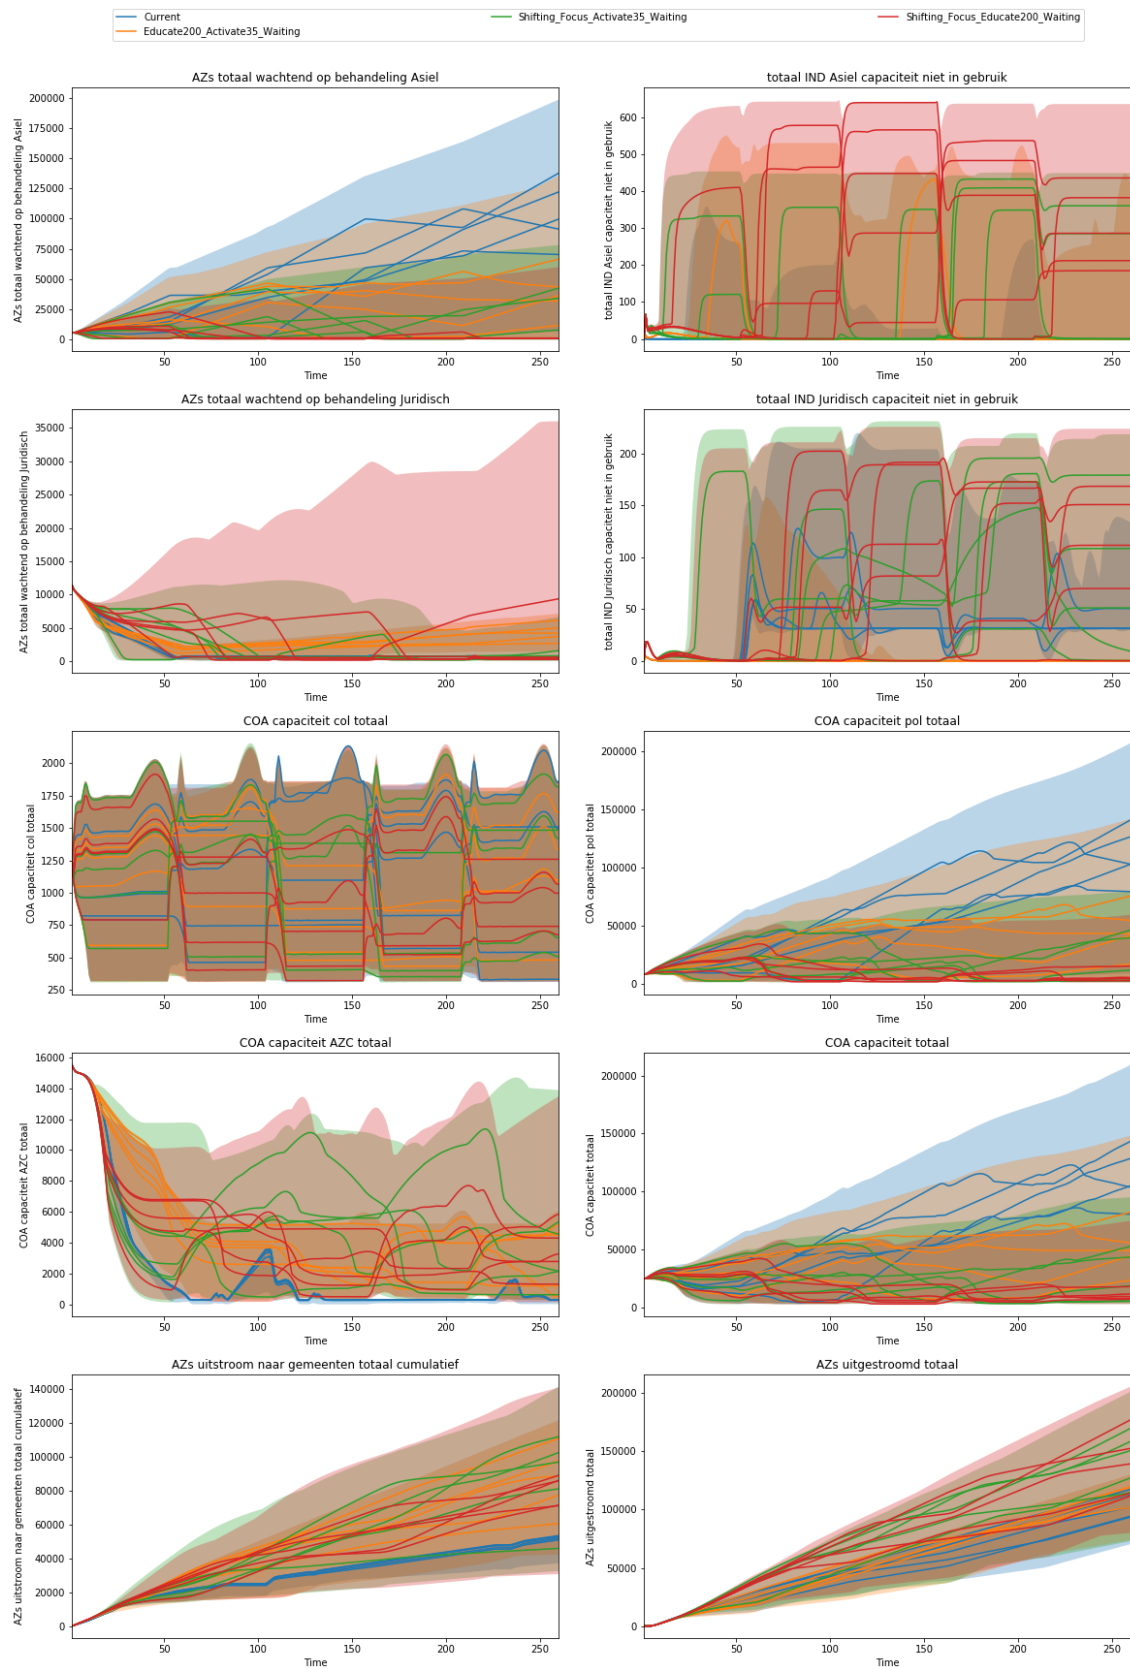 Current
Educate200_Activate35_Waiting
Shifting_Focus_Activate35_Waiting
Shifting_Focus_Educate200_Waiting
AZs totaal wachtend op behandeling Asiel
AZs totaal wachtend op behandeling Asiel
200000
175000
150000
125000
100000
75000
50000
25000
0
50 100 150 200 250
Time
totaal IND Asiel capaciteit niet in gebruik
totaal IND Asiel capaciteit niet in gebruik
600
500
400
300
200
100
0
50 100 150 200 250
Time
AZs totaal wachtend op behandeling Juridisch
AZs totaal wachtend op behandeling Juridisch
35000
30000
25000
20000
15000
10000
5000
0
50 100 150 200 250
Time
totaal IND Juridisch capaciteit niet in gebruik
totaal IND Juridisch capaciteit niet in gebruik
200
150
100
50
0
50 100 150 200 250
Time
COA capaciteit col totaal
COA capaciteit col totaal
2000
1750
1500
1250
1000
750
500
250
50 100 150 200 250
Time
COA capaciteit pol totaal
COA capaciteit pol totaal
200000
150000
100000
50000
0
50 100 150 200 250
Time
COA capaciteit AZC totaal
COA capaciteit AZC totaal
16000
14000
12000
10000
8000
6000
4000
2000
0
50 100 150 200 250
Time
COA capaciteit totaal
COA capaciteit totaal
200000
150000
100000
50000
0
50 100 150 200 250
Time
AZs uitstroom naar gemeenten totaal cumulatief
AZs uitstroom naar gemeenten totaal cumulatief
140000
120000
100000
80000
60000
40000
20000
0
50 100 150 200 250
Time
AZs uitgestroomd totaal
AZs uitgestroomd totaal
200000
150000
100000
50000
0
50 100 150 200 250
Time